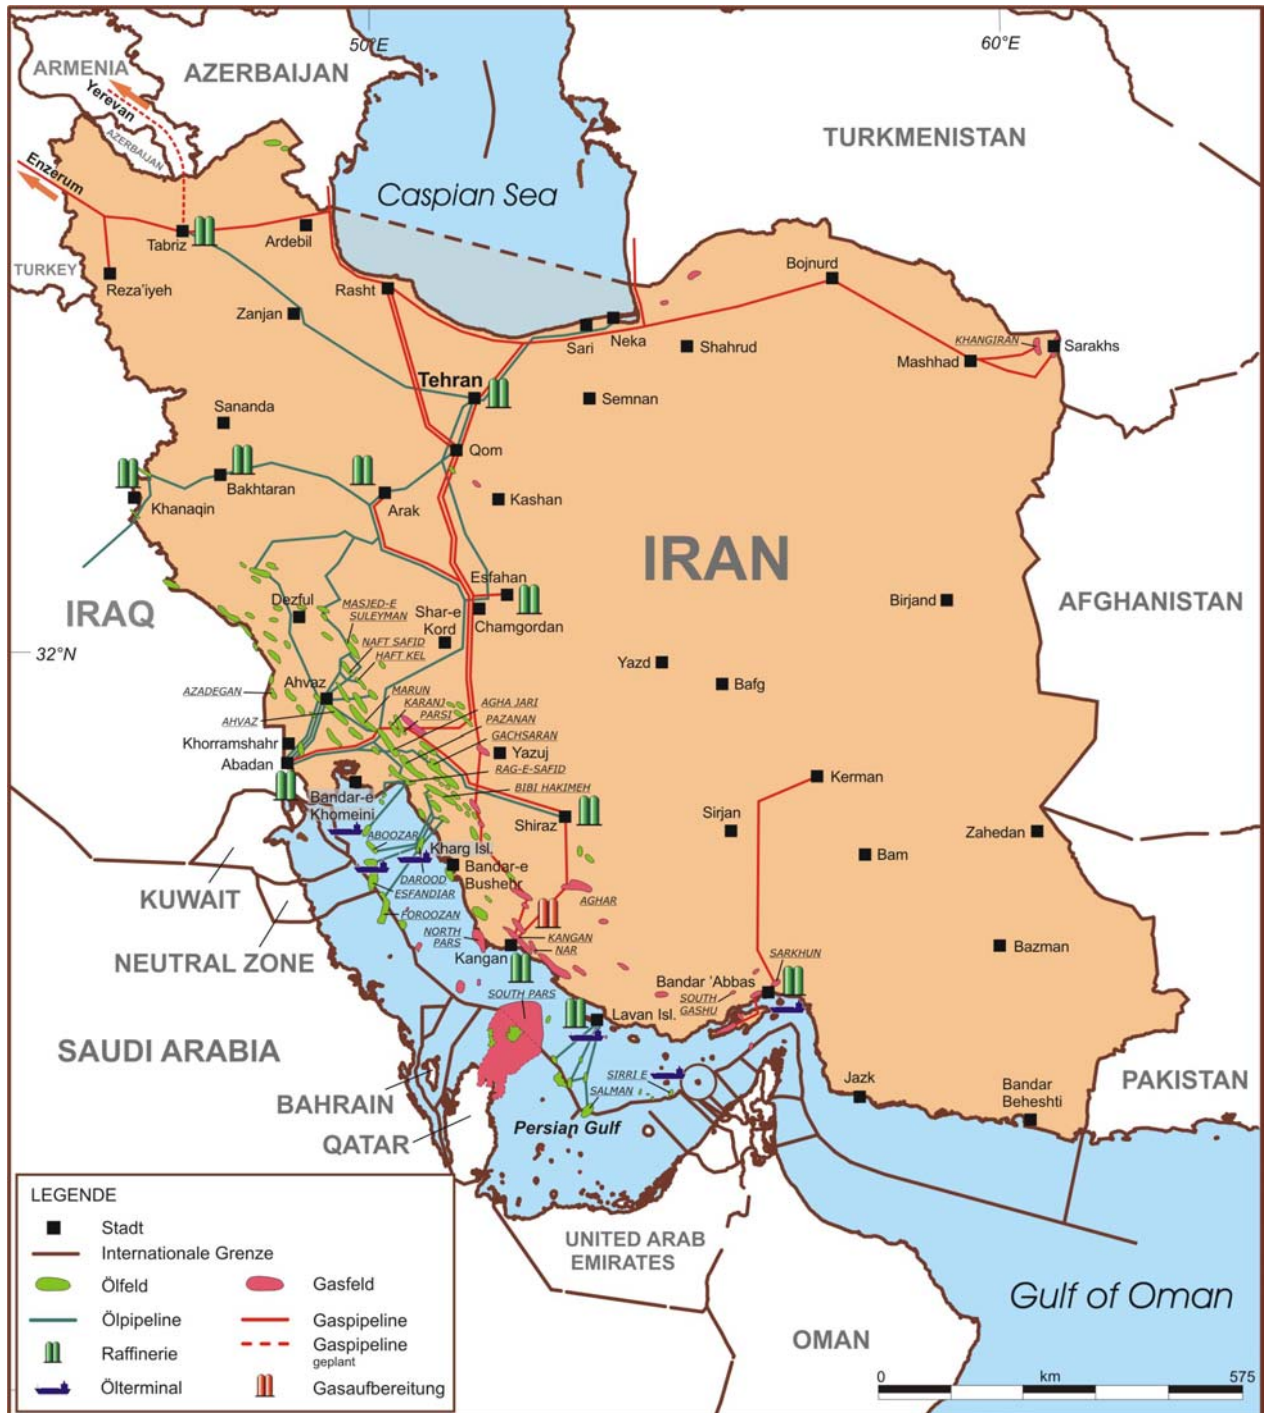 50°E
60°E
ARMENIA
AZERBAIJAN
Yerevan
AZERBAIJAN
TURKMENISTAN
Enzerum
Caspian Sea
Tabriz
Ardebil
TURKEY
Reza'iyeh
Rasht
Bojnurd
Zanjan
Sari
Neka
Shahrud
KHANGIRAN
Sarakhs
Mashhad
Tehran
Semnan
Sananda
Qom
Bakhtaran
Khanaqin
Arak
Kashan
IRAN
Esfahan
IRAQ
Dezful
MASJED-E
SULEYMAN
Shar-e
Kord
Chamgordan
Birjand
AFGHANISTAN
NAFT SAFID
HAFT KEL
32°N
Yazd
Bafg
AZADEGAN
Ahvaz
MARUN
KARANJ
PARSI
AGHA JARI
PAZANAN
GACHSARAN
AHVAZ
Khorramshahr
Abadan
Yazuj
RAG-E-SAFID
BIBI HAKIMEH
Kerman
Bandar-e
Khomeini
Shiraz
Sirjan
Zahedan
ABOOZAR
Kharg Isl.
Bam
DAROOD
Bandar-e
Bushehr
KUWAIT
ESFANDIAR
AGHAR
FOROOZAN
NEUTRAL ZONE
NORTH
PARS
KANGAN
NAR
Kangan
Bazman
SARKHUN
Bandar 'Abbas
SOUTH PARS
SOUTH
GASHU
Lavan Isl.
SAUDI ARABIA
SIRRI E
SALMAN
Jazk
Bandar
Beheshti
PAKISTAN
BAHRAIN
QATAR
Persian Gulf
LEGENDE
Stadt
Internationale Grenze
Ölfeld
Gasfeld
Ölpipeline
Gaspipeline
Raffinerie
Gaspipeline
geplant
Ölterminal
Gasaufbereitung
UNITED ARAB
EMIRATES
Gulf of Oman
OMAN
0
km
575